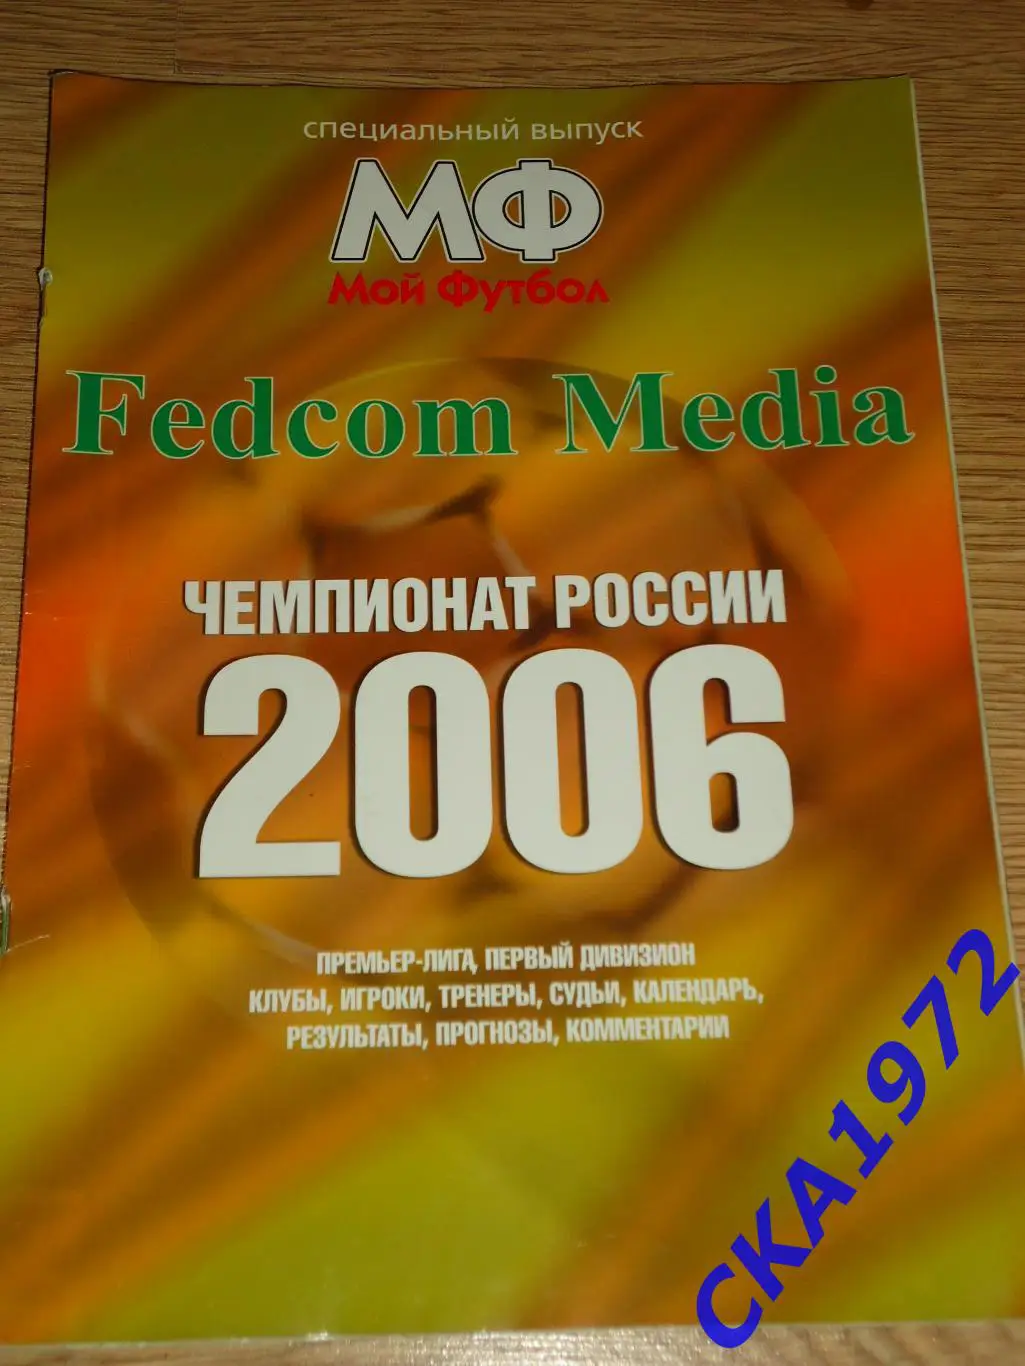 специальный выпуск
МФ
Мой Футбол
Fedcom Media
ЧЕМПИОНАТ РОССИИ
2006
ПРЕМЬЕР-ЛИГА, ПЕРВЫЙ ДИВИЗИОН
КЛУБЫ, ИГРОКИ, ТРЕНЕРЫ, СУДЬИ, КАЛЕНДАРЬ,
РЕЗУЛЬТАТЫ, ПРОГНОЗЫ, КОММЕНТАРИИ
СКА1972